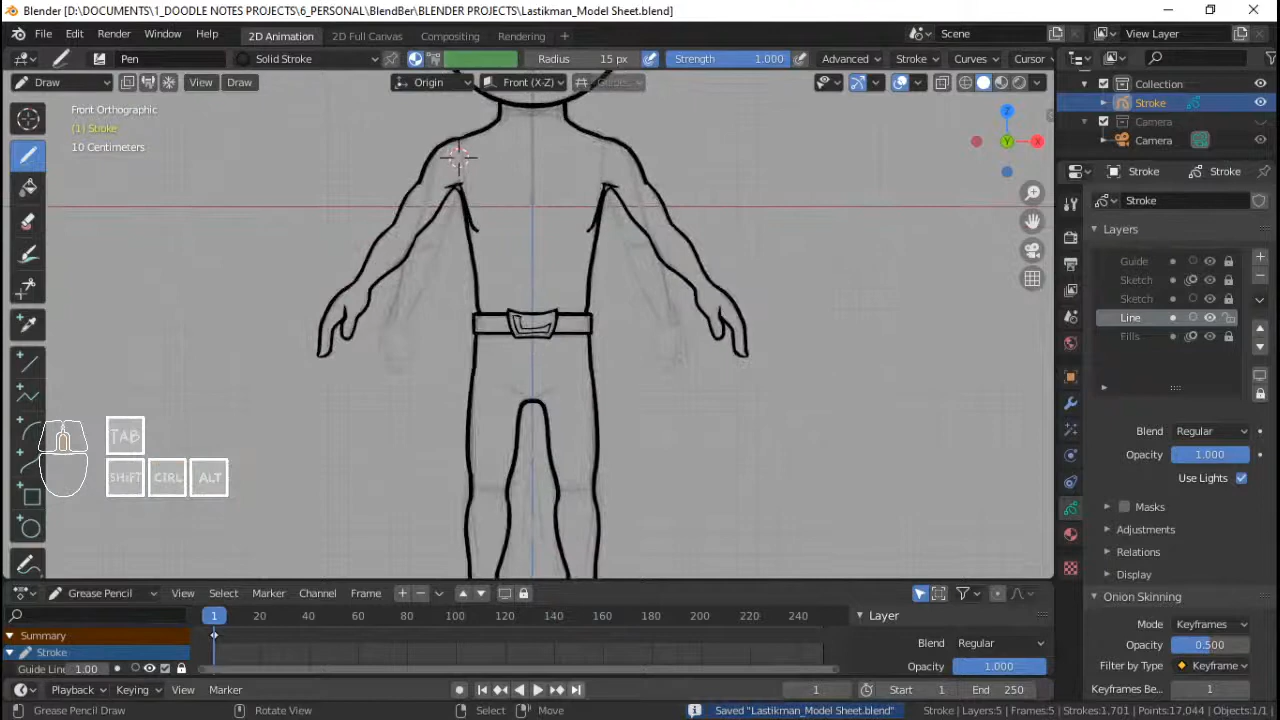 Blender [D:\DOCUMENTS\1_DOODLE NOTES PROJECTS\6_PERSONAL\BlendBer\BLENDER PROJECTS\Lastikman_Model Sheet.blend]
File Edit Render Window Help 2D Animation 2D Full Canvas Compositing Rendering + Scene View Layer
Pen Solid Stroke Radius 15 px Strength 1.000 Advanced Stroke Curves Cursor
Draw View Draw Origin Front (X-Z) Guides
Front Orthographic
(1) Stroke
10 Centimeters
Z
Y
X
TAB
SHiFT CTRL ALT
Collection
Stroke
Camera
Camera
Stroke Stroke
Stroke
Layers
Guide
Sketch
Sketch
Line
Fills
Blend Regular
Opacity 1.000
Use Lights
Masks
Adjustments
Relations
Display
Onion Skinning
Mode Keyframes
Opacity 0.500
Filter by Type Keyframe
Keyframes Be... 1
Grease Pencil View Select Marker Channel Frame
1 20 40 60 80 100 120 140 160 180 200 220 240
Summary
Stroke
Guide Line 1.00
Layer
Blend Regular
Opacity 1.000
Playback Keying View Marker 1 Start 1 End 250
Grease Pencil Draw Rotate View Select Move Saved "Lastikman_Model Sheet.blend" Stroke | Layers:5 | Frames:5 | Strokes:1,701 | Points:17,044 | Objects:1/1